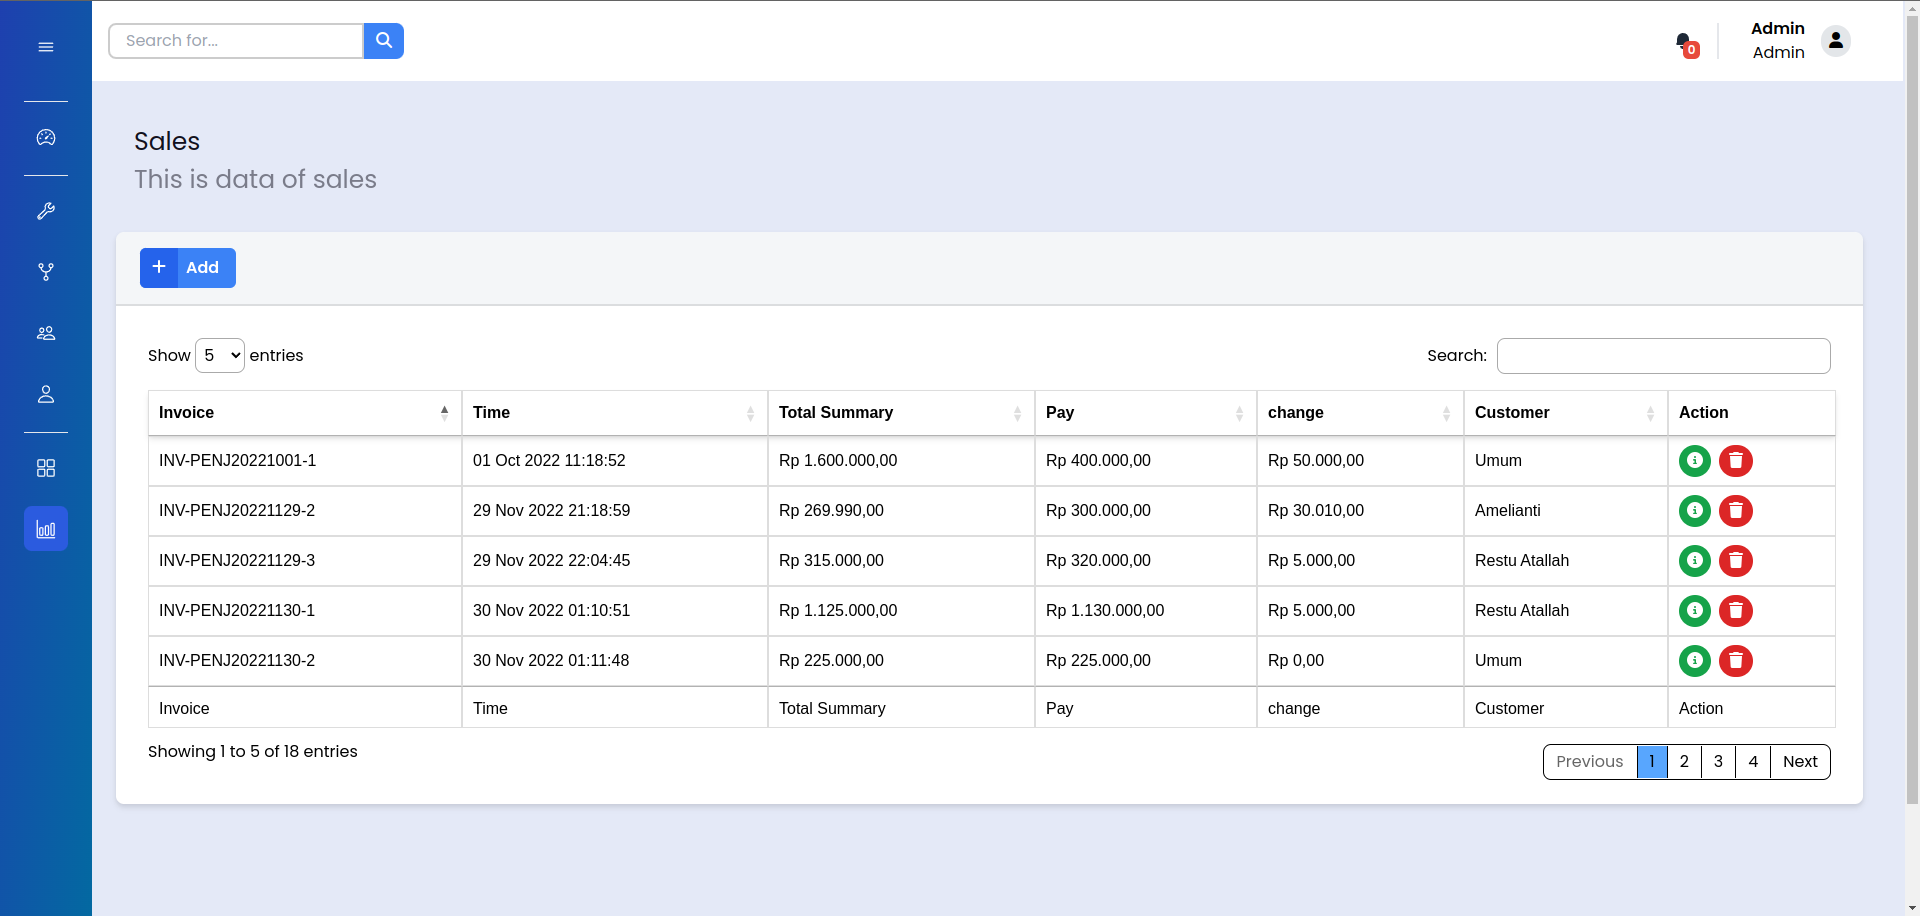 Search for...
0
Admin
Admin
Sales
This is data of sales
Add
Show 5 entries
Search:
Invoice Time Total Summary Pay change Customer Action
INV-PENJ20221001-1 01 Oct 2022 11:18:52 Rp 1.600.000,00 Rp 400.000,00 Rp 50.000,00 Umum
INV-PENJ20221129-2 29 Nov 2022 21:18:59 Rp 269.990,00 Rp 300.000,00 Rp 30.010,00 Amelianti
INV-PENJ20221129-3 29 Nov 2022 22:04:45 Rp 315.000,00 Rp 320.000,00 Rp 5.000,00 Restu Atallah
INV-PENJ20221130-1 30 Nov 2022 01:10:51 Rp 1.125.000,00 Rp 1.130.000,00 Rp 5.000,00 Restu Atallah
INV-PENJ20221130-2 30 Nov 2022 01:11:48 Rp 225.000,00 Rp 225.000,00 Rp 0,00 Umum
Invoice Time Total Summary Pay change Customer Action
Showing 1 to 5 of 18 entries
Previous 1 2 3 4 Next